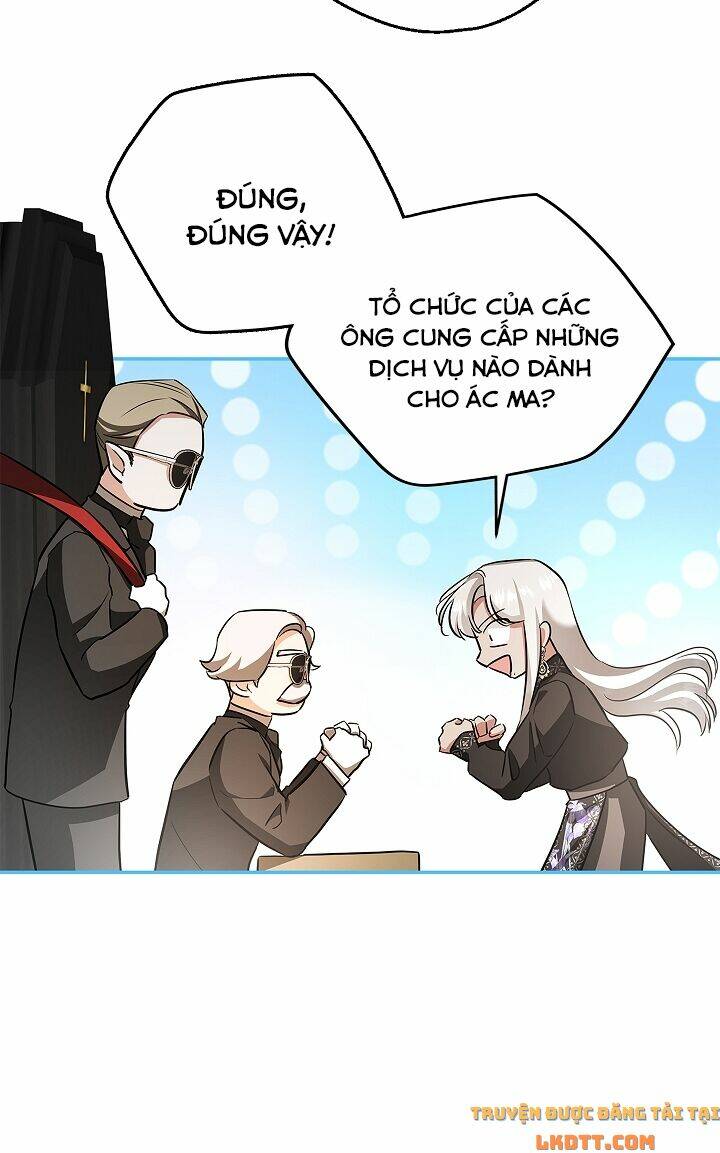 ĐÚNG,
ĐÚNG VẬY!
TỔ CHỨC CỦA CÁC
ÔNG CUNG CẤP NHỮNG
DỊCH VỤ NÀO DÀNH
CHO ÁC MA?
TRUYỆN ĐƯỢC ĐĂNG TẢI TẠI
LKDTT.COM